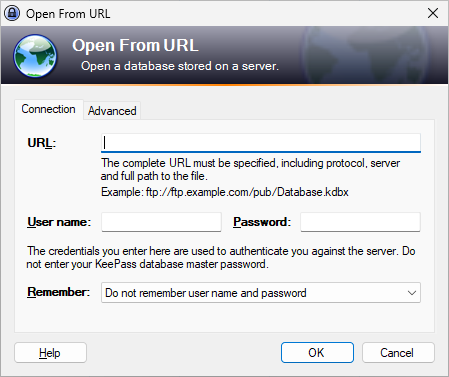 Open From URL
Open From URL
Open a database stored on a server.
Connection Advanced
URL:
The complete URL must be specified, including protocol, server
and full path to the file.
Example: ftp://ftp.example.com/pub/Database.kdbx
User name: Password:
The credentials you enter here are used to authenticate you against the server. Do
not enter your KeePass database master password.
Remember: Do not remember user name and password
Help OK Cancel